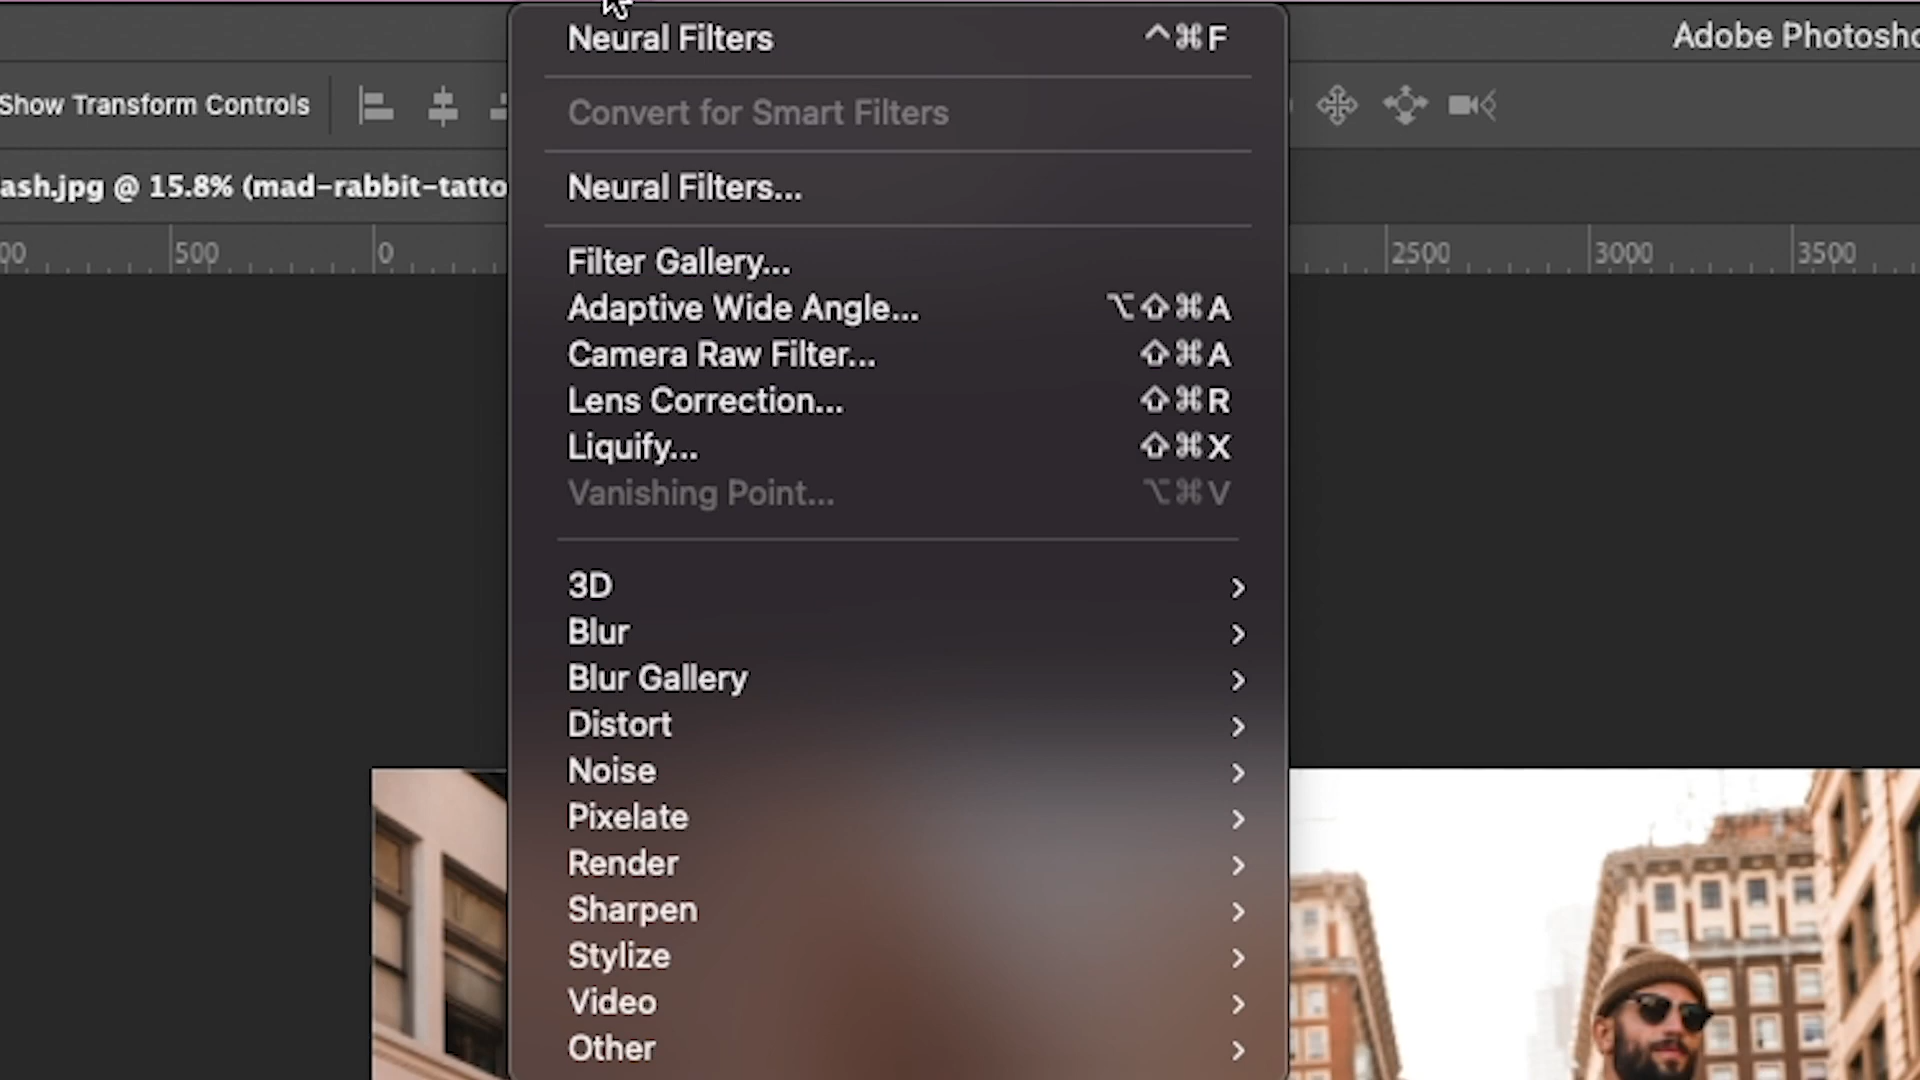 Neural Filters ^⌘F
Adobe Photosho
Show Transform Controls
Convert for Smart Filters
ash.jpg @ 15.8% (mad-rabbit-tatto
Neural Filters...
00 500 0 2500 3000 3500
Filter Gallery...
Adaptive Wide Angle... ⌥⇧⌘A
Camera Raw Filter... ⇧⌘A
Lens Correction... ⇧⌘R
Liquify... ⇧⌘X
Vanishing Point... ⌥⌘V
3D
Blur
Blur Gallery
Distort
Noise
Pixelate
Render
Sharpen
Stylize
Video
Other